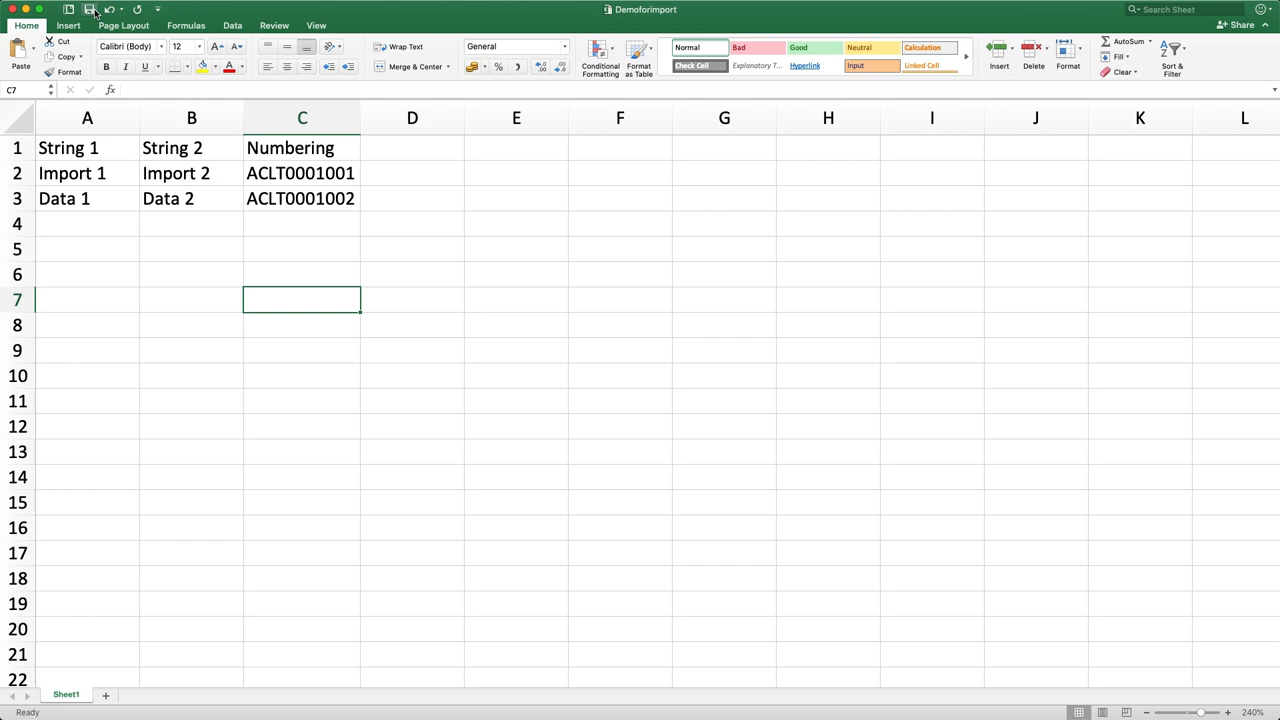 Demoforimport
Search Sheet
Home Insert Page Layout Formulas Data Review View
Share
Paste
Cut
Copy
Format
Calibri (Body) 12
B I U
Wrap Text
Merge & Center
General
Conditional Formatting
Format as Table
Normal Bad Good Neutral Calculation
Check Cell Explanatory T... Hyperlink Input Linked Cell
Insert Delete Format
AutoSum
Fill
Clear
Sort & Filter
C7 fx
A B C D E F G H I J K L
1 String 1 String 2 Numbering
2 Import 1 Import 2 ACLT0001001
3 Data 1 Data 2 ACLT0001002
4
5
6
7
8
9
10
11
12
13
14
15
16
17
18
19
20
21
22
Sheet1
Ready
240%